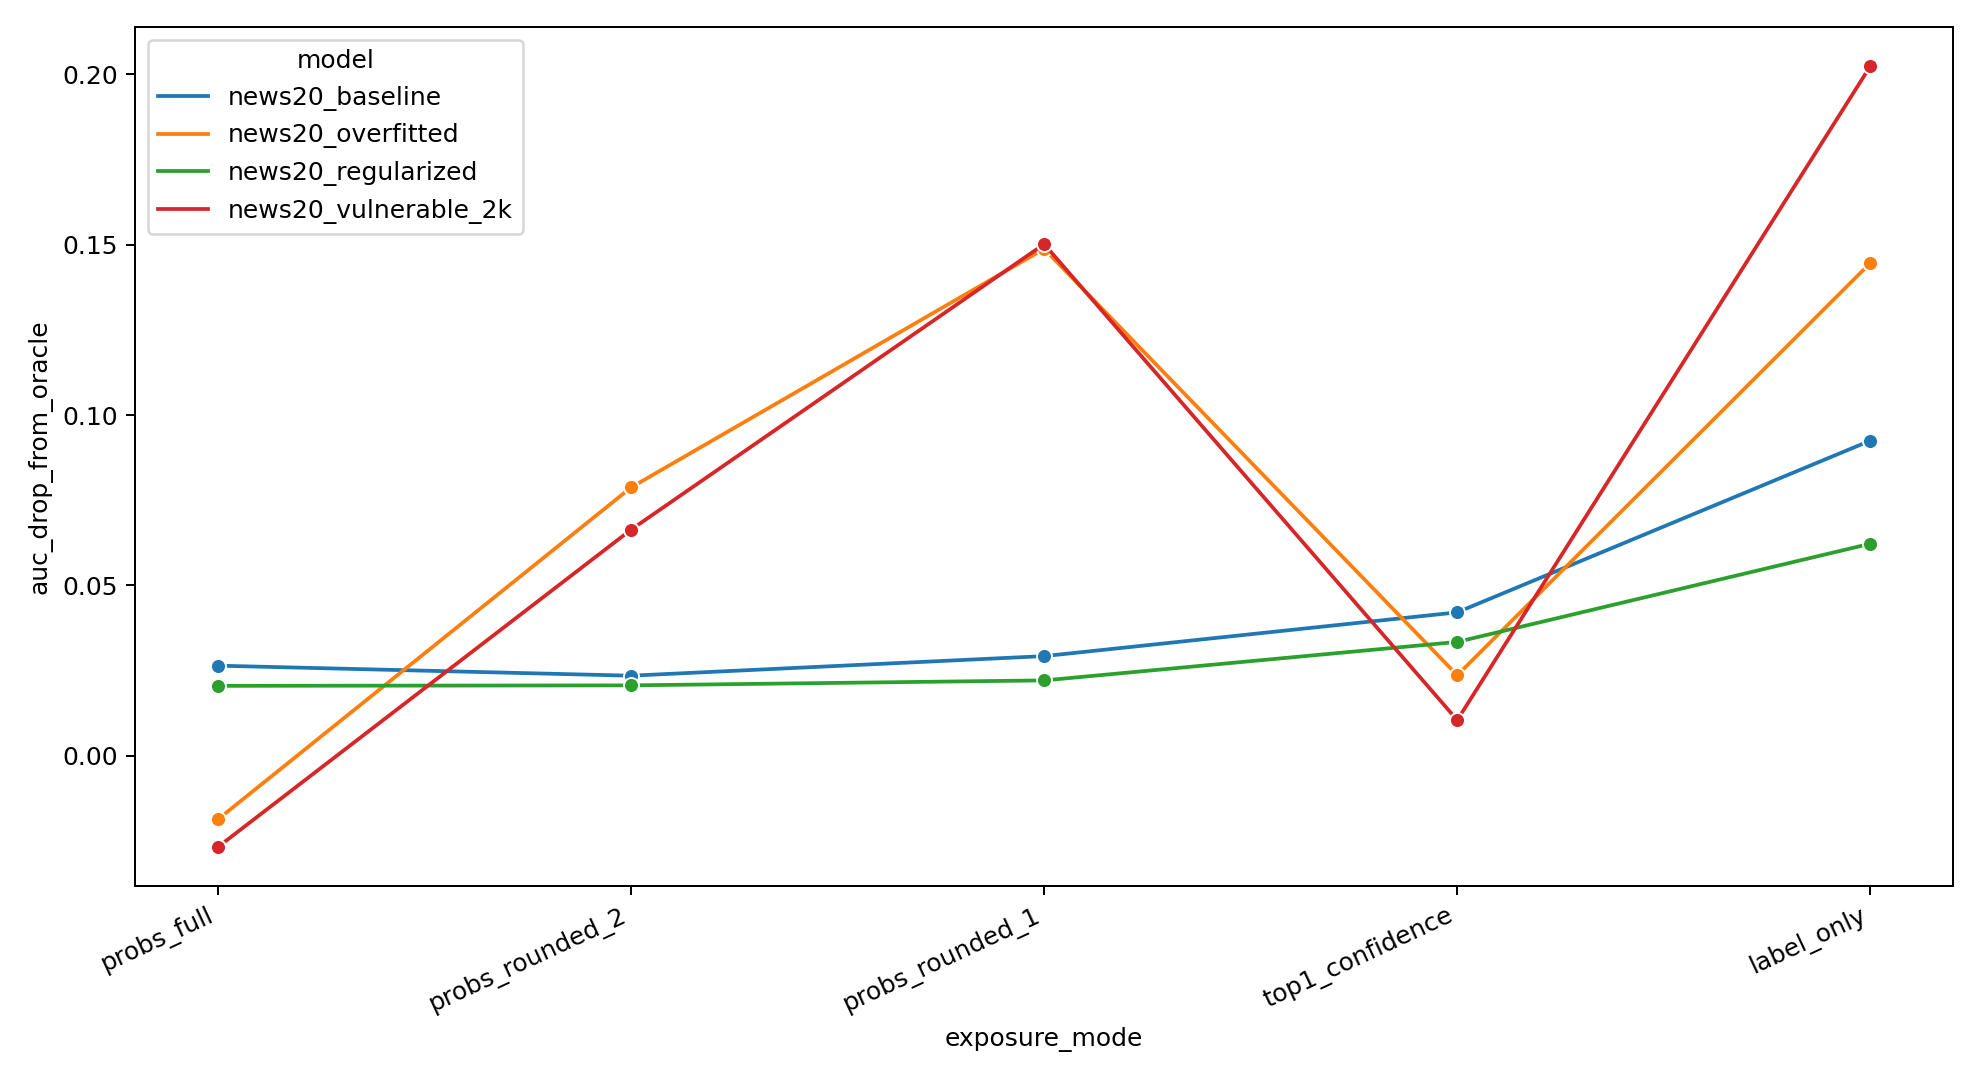 model
news20_baseline
news20_overfitted
news20_regularized
news20_vulnerable_2k
auc_drop_from_oracle
0.20
0.15
0.10
0.05
0.00
probs_full
probs_rounded_2
probs_rounded_1
top1_confidence
label_only
exposure_mode